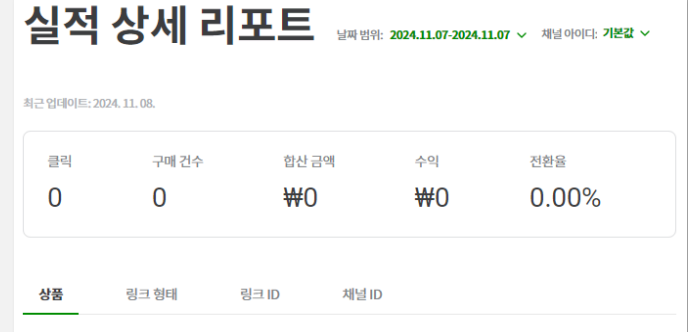 실적 상세 리포트 날짜 범위: 2024.11.07-2024.11.07 채널 아이디: 기본값
최근 업데이트: 2024. 11. 08.
클릭 구매 건수 합산 금액 수익 전환율
0 0 ₩0 ₩0 0.00%
상품 링크 형태 링크 ID 채널 ID